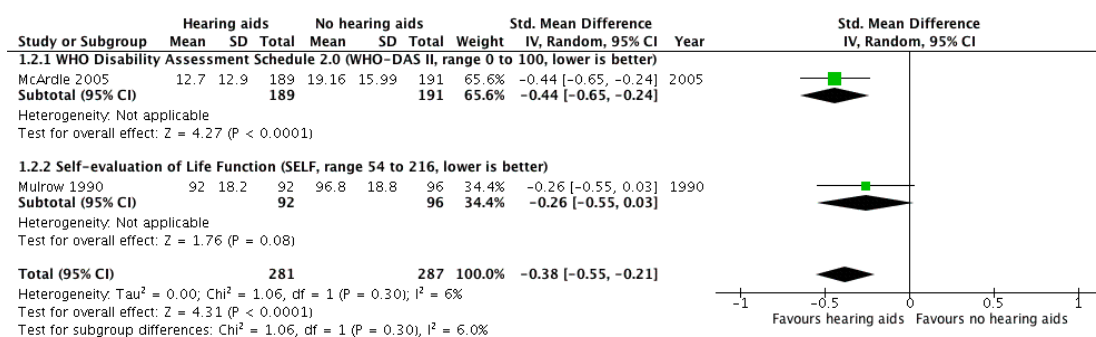 Hearing aids No hearing aids Std. Mean Difference Std. Mean Difference
Study or Subgroup Mean SD Total Mean SD Total Weight IV, Random, 95% CI Year IV, Random, 95% CI
1.2.1 WHO Disability Assessment Schedule 2.0 (WHO-DAS II, range 0 to 100, lower is better)
McArdle 2005 12.7 12.9 189 19.16 15.99 191 65.6% -0.44 [-0.65, -0.24] 2005
Subtotal (95% CI) 189 191 65.6% -0.44 [-0.65, -0.24]
Heterogeneity: Not applicable
Test for overall effect: Z = 4.27 (P < 0.0001)
1.2.2 Self-evaluation of Life Function (SELF, range 54 to 216, lower is better)
Mulrow 1990 92 18.2 92 96.8 18.8 96 34.4% -0.26 [-0.55, 0.03] 1990
Subtotal (95% CI) 92 96 34.4% -0.26 [-0.55, 0.03]
Heterogeneity: Not applicable
Test for overall effect: Z = 1.76 (P = 0.08)
Total (95% CI) 281 287 100.0% -0.38 [-0.55, -0.21]
Heterogeneity: Tau² = 0.00; Chi² = 1.06, df = 1 (P = 0.30); I² = 6%
Test for overall effect: Z = 4.31 (P < 0.0001)
Test for subgroup differences: Chi² = 1.06, df = 1 (P = 0.30), I² = 6.0%
-1 -0.5 0 0.5 1
Favours hearing aids Favours no hearing aids